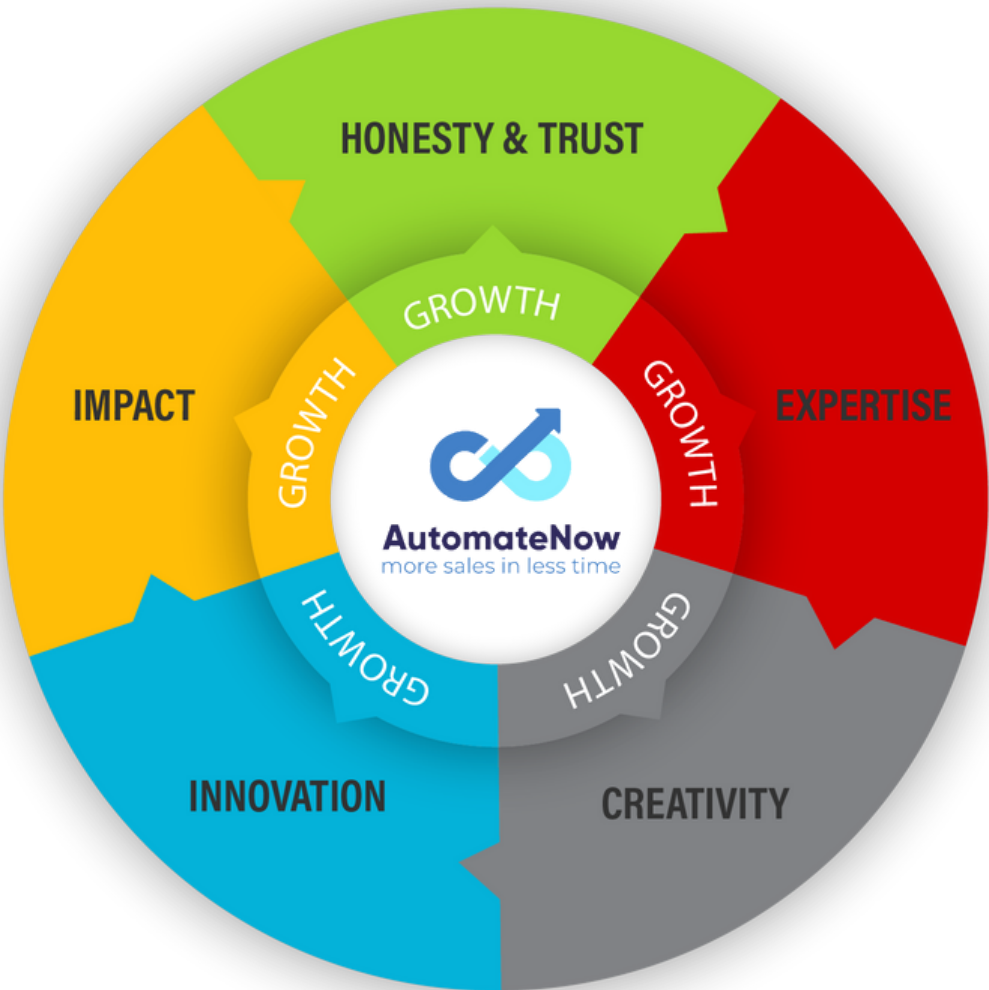 HONESTY & TRUST
GROWTH
EXPERTISE
GROWTH
CREATIVITY
GROWTH
INNOVATION
GROWTH
IMPACT
GROWTH
AutomateNow
more sales in less time